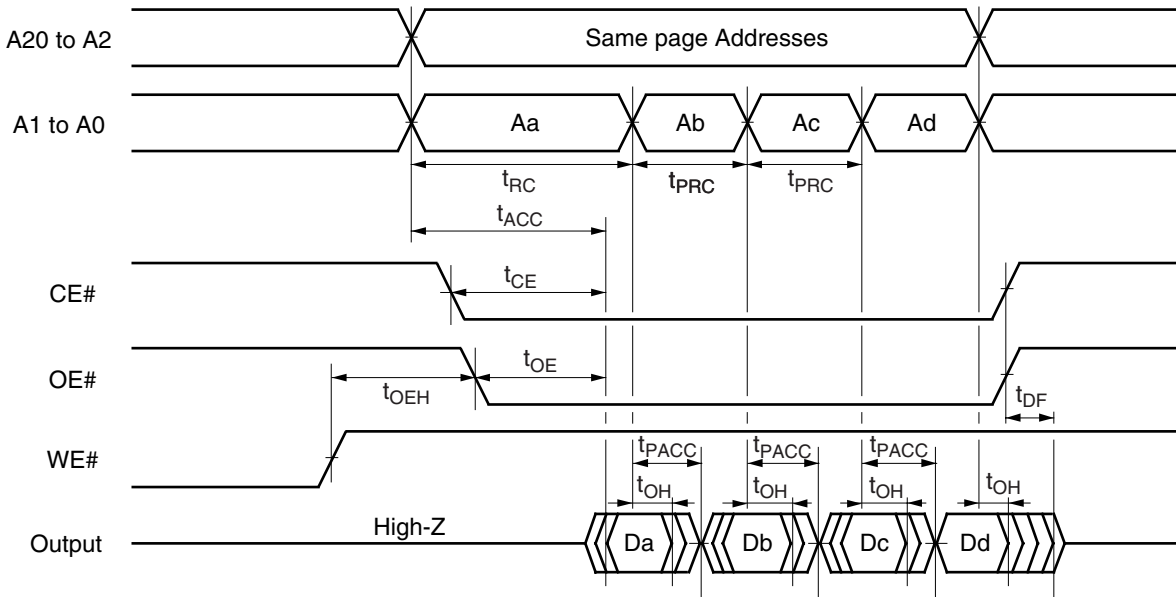 A20 to A2
Same page Addresses
A1 to A0
Aa
Ab
Ac
Ad
tRC
tPRC
tPRC
tACC
CE#
tCE
OE#
tOE
tOEH
tDF
WE#
tPACC
tPACC
tPACC
tOH
tOH
tOH
tOH
Output
High-Z
Da
Db
Dc
Dd